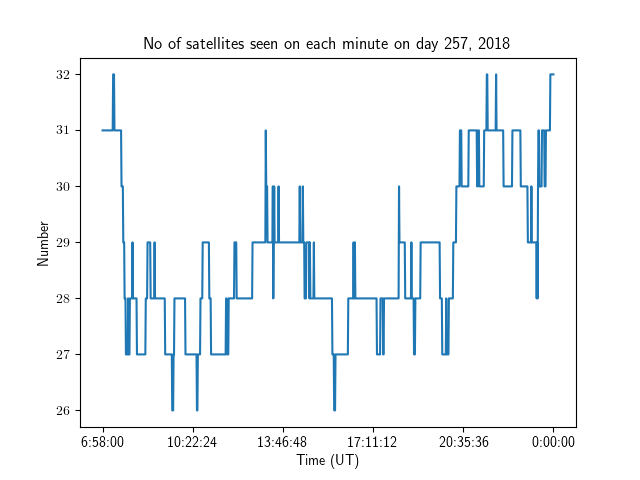 No of satellites seen on each minute on day 257, 2018
32
31
30
29
28
27
26
Number
6:58:00 10:22:24 13:46:48 17:11:12 20:35:36 0:00:00
Time (UT)